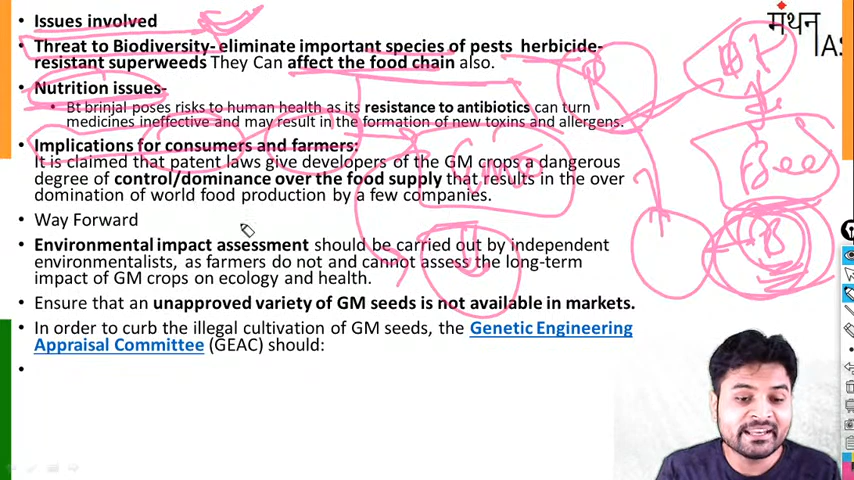 मंथन
IAS
Issues involved
Threat to Biodiversity- eliminate important species of pests herbicide-
resistant superweeds They Can affect the food chain also.
Nutrition issues-
Bt brinjal poses risks to human health as its resistance to antibiotics can turn
medicines ineffective and may result in the formation of new toxins and allergens.
Implications for consumers and farmers:
It is claimed that patent laws give developers of the GM crops a dangerous
degree of control/dominance over the food supply that results in the over
domination of world food production by a few companies.
Way Forward
Environmental impact assessment should be carried out by independent
environmentalists, as farmers do not and cannot assess the long-term
impact of GM crops on ecology and health.
Ensure that an unapproved variety of GM seeds is not available in markets.
In order to curb the illegal cultivation of GM seeds, the Genetic Engineering
Appraisal Committee (GEAC) should:
B